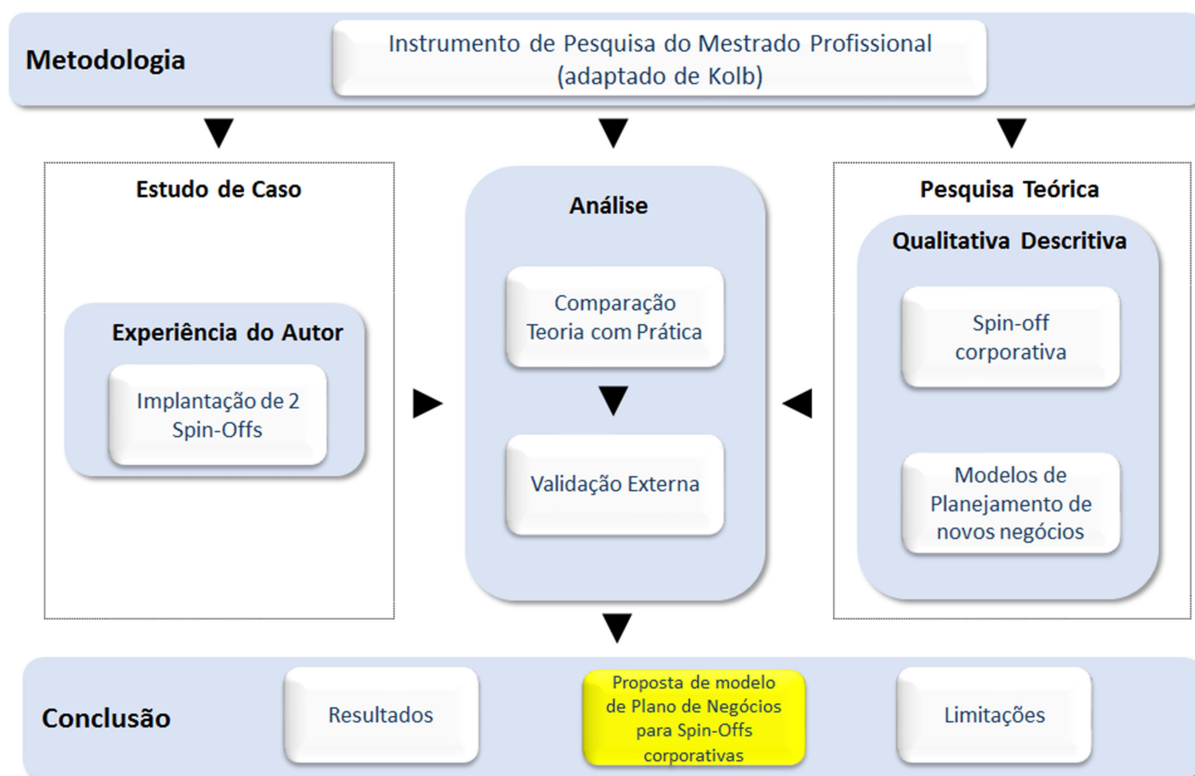 Metodologia
Instrumento de Pesquisa do Mestrado Profissional
(adaptado de Kolb)
Estudo de Caso
Experiência do Autor
Implantação de 2
Spin-Offs
Análise
Comparação
Teoria com Prática
Validação Externa
Pesquisa Teórica
Qualitativa Descritiva
Spin-off
corporativa
Modelos de
Planejamento de
novos negócios
Conclusão
Resultados
Proposta de modelo
de Plano de Negócios
para Spin-Offs
corporativas
Limitações